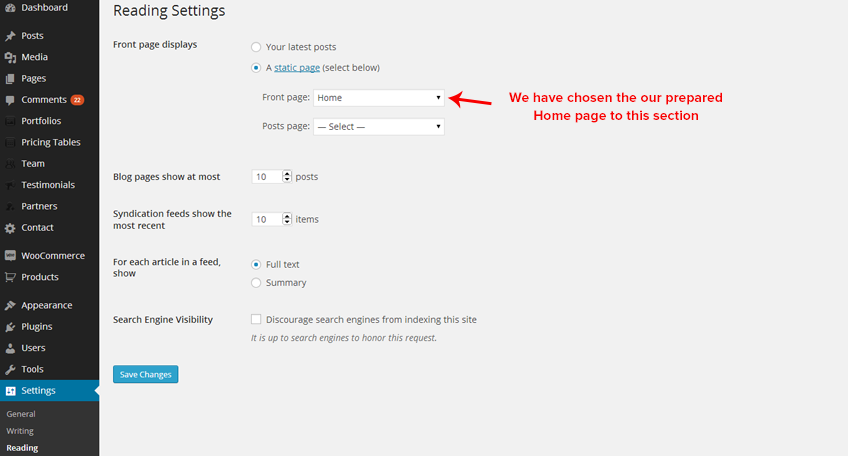 Dashboard
Posts
Media
Pages
Comments 22
Portfolios
Pricing Tables
Team
Testimonials
Partners
Contact
WooCommerce
Products
Appearance
Plugins
Users
Tools
Settings
General
Writing
Reading
Reading Settings
Front page displays
Your latest posts
A static page (select below)
Front page: Home
Posts page: — Select —
We have chosen the our prepared
Home page to this section
Blog pages show at most 10 posts
Syndication feeds show the
most recent
10 items
For each article in a feed,
show
Full text
Summary
Search Engine Visibility
Discourage search engines from indexing this site
It is up to search engines to honor this request.
Save Changes